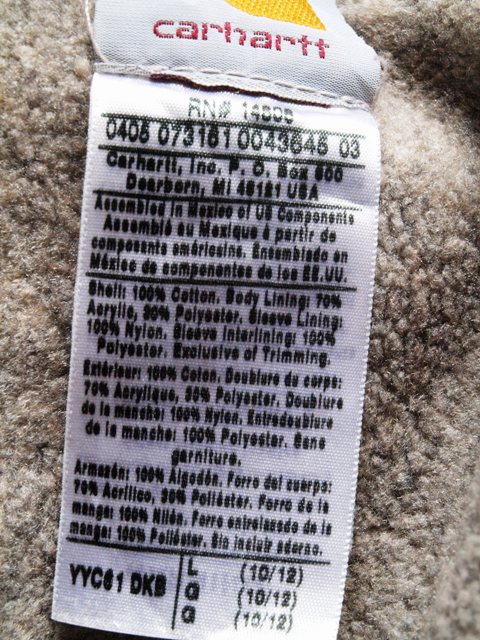 carhartt
RN# 14806
0405 073161 0043645 03
Carhartt, Inc. P. O. Box 600
Dearborn, MI 48121 USA
Assembled in Mexico of US Components
Assemblé au Mexique à partir de
composants américains. Ensamblado en
México de componentes de los EE.UU.
Shell: 100% Cotton. Body Lining: 70%
Acrylic, 30% Polyester. Sleeve Lining:
100% Nylon. Sleeve Interlining: 100%
Polyester. Exclusive of Trimming.
Extérieur: 100% Coton. Doublure du corps:
70% Acrylique, 30% Polyester. Doublure
de la manche: 100% Nylon. Entredoublure
de la manche: 100% Polyester. Sans
garniture.
Armazón: 100% Algodón. Forro del cuerpo:
70% Acrílico, 30% Poliéster. Forro de la
manga: 100% Nilón. Forro entrelazado de la
manga: 100% Poliéster. Sin incluir adorno.
YYC61 DKB L (10/12)
G (10/12)
G (10/12)